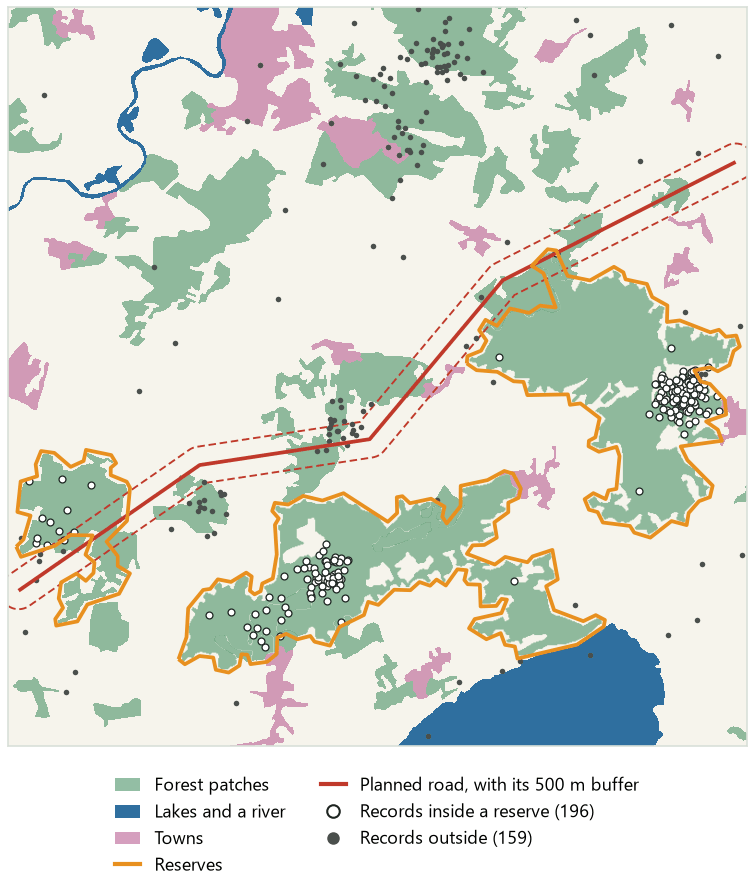 Forest patches
Lakes and a river
Towns
Reserves
Planned road, with its 500 m buffer
Records inside a reserve (196)
Records outside (159)